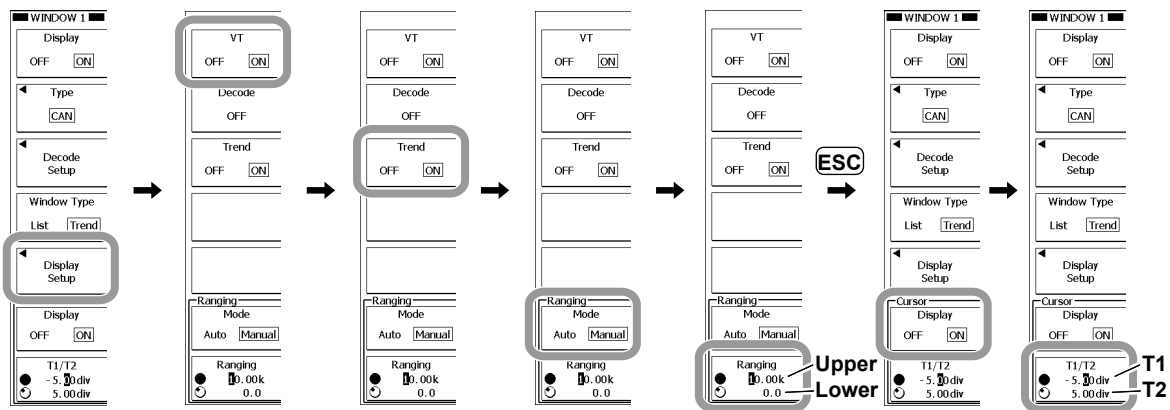 WINDOW 1
Display
OFF ON
Type
CAN
Decode
Setup
Window Type
List Trend
Display
Setup
Display
OFF ON
T1/T2
-5.00div
5.00div
VT
OFF ON
Decode
OFF
Trend
OFF ON
Ranging
Mode
Auto Manual
Ranging
10.00k
0.0
VT
OFF ON
Decode
OFF
Trend
OFF ON
Ranging
Mode
Auto Manual
Ranging
10.00k
0.0
VT
OFF ON
Decode
OFF
Trend
OFF ON
Ranging
Mode
Auto Manual
Ranging
10.00k
0.0
VT
OFF ON
Decode
OFF
Trend
OFF ON
Ranging
Mode
Auto Manual
Ranging
10.00k Upper
0.0 Lower
ESC
WINDOW 1
Display
OFF ON
Type
CAN
Decode
Setup
Window Type
List Trend
Display
Setup
Cursor
Display
OFF ON
T1/T2
-5.00div
5.00div
WINDOW 1
Display
OFF ON
Type
CAN
Decode
Setup
Window Type
List Trend
Display
Setup
Cursor
Display
OFF ON
T1/T2
-5.00div T1
5.00div T2